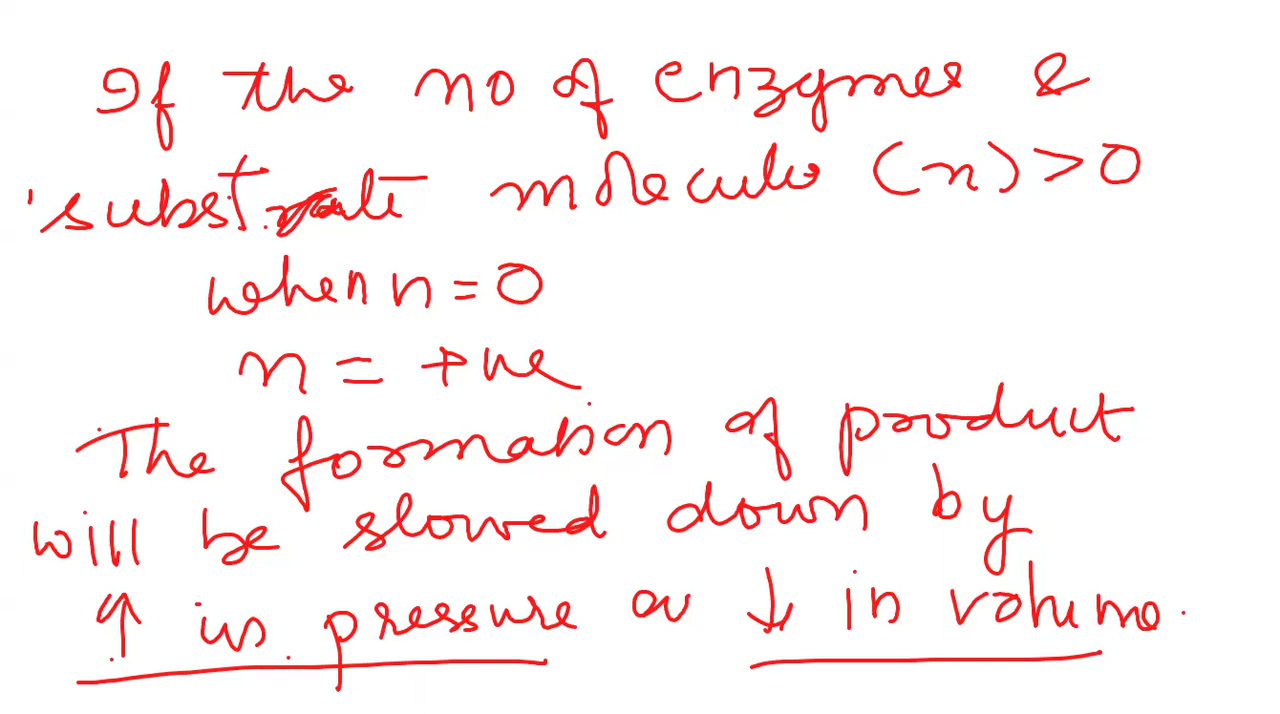 If the no of enzymes &
substrate molecule (n) > 0
when n = 0
n = +ve
The formation of product
will be slowed down by
↑ in pressure or ↓ in volume.